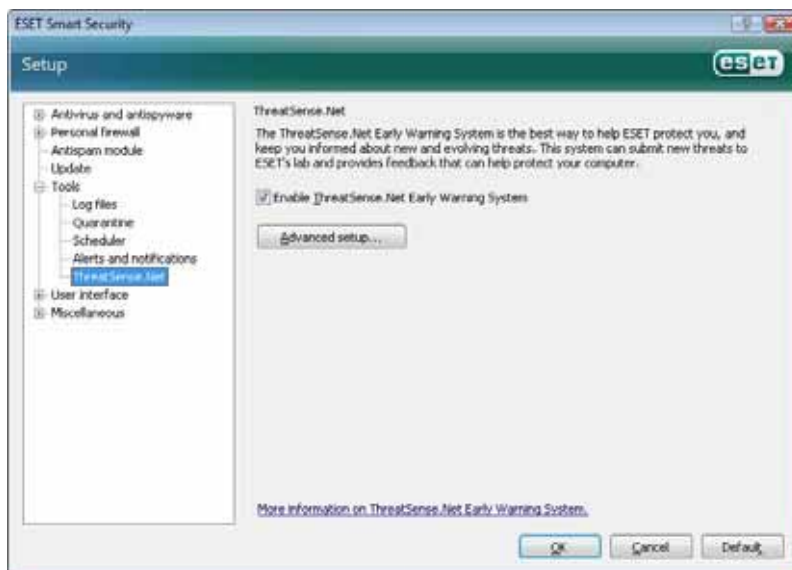 ESET Smart Security
Setup
eset
Antivirus and antispyware
Personal firewall
Antispam module
Update
Tools
Log files
Quarantine
Scheduler
Alerts and notifications
ThreatSense.Net
User interface
Miscellaneous
ThreatSense.Net
The ThreatSense.Net Early Warning System is the best way to help ESET protect you, and
keep you informed about new and evolving threats. This system can submit new threats to
ESET's lab and provides feedback that can help protect your computer.
Enable ThreatSense.Net Early Warning System
Advanced setup...
More information on ThreatSense.Net Early Warning System.
OK
Cancel
Default